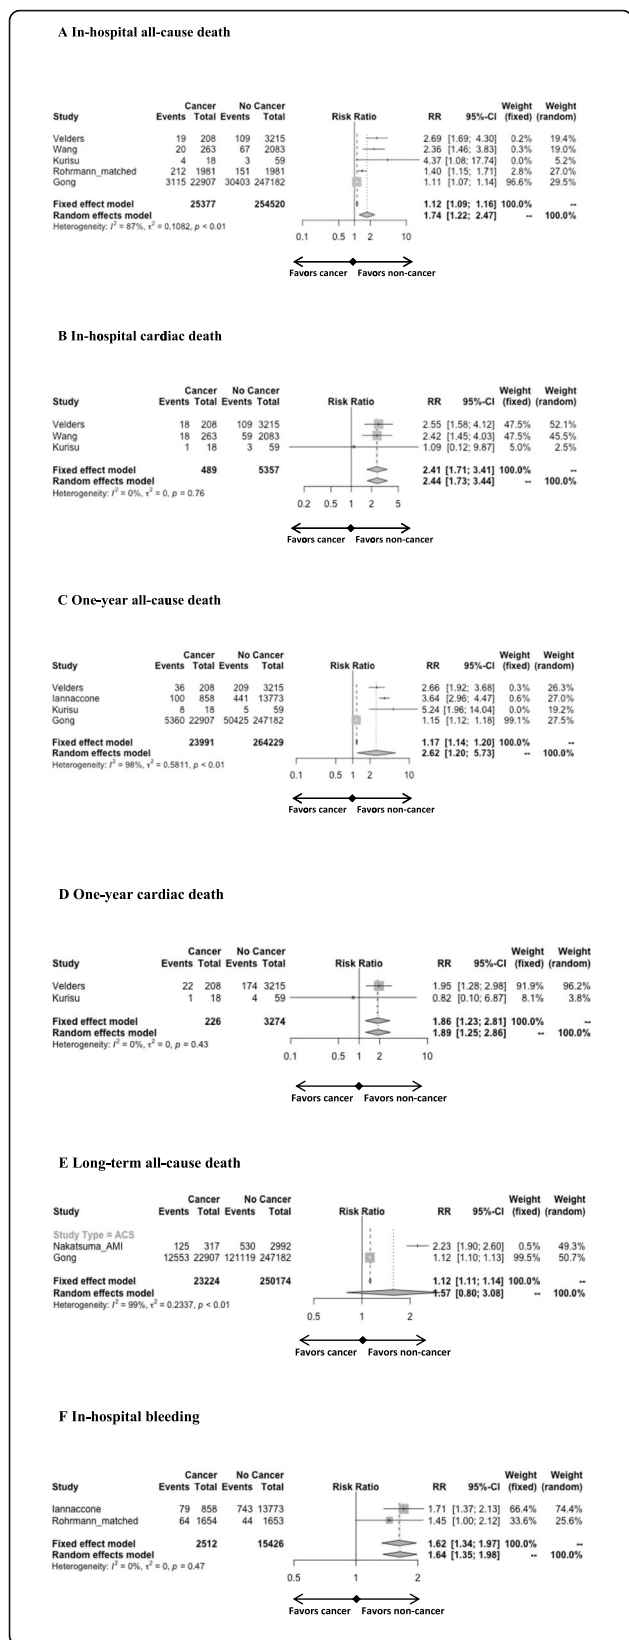 A In-hospital all-cause death
Cancer No Cancer Weight Weight
Study Events Total Events Total Risk Ratio RR 95%-CI (fixed) (random)
Velders 19 208 109 3215 2.69 [1.69; 4.30] 0.2% 19.4%
Wang 20 263 67 2083 2.36 [1.46; 3.83] 0.3% 19.0%
Kurisu 4 18 3 59 4.37 [1.08; 17.74] 0.0% 5.2%
Rohrmann_matched 212 1981 151 1981 1.40 [1.15; 1.71] 2.8% 27.0%
Gong 3115 22907 30403 247182 1.11 [1.07; 1.14] 96.6% 29.5%
Fixed effect model 25377 254520 1.12 [1.09; 1.16] 100.0% --
Random effects model 1.74 [1.22; 2.47] -- 100.0%
Heterogeneity: I² = 87%, τ² = 0.1082, p < 0.01
0.1 0.5 1 2 10
Favors cancer Favors non-cancer
B In-hospital cardiac death
Cancer No Cancer Weight Weight
Study Events Total Events Total Risk Ratio RR 95%-CI (fixed) (random)
Velders 18 208 109 3215 2.55 [1.58; 4.12] 47.5% 52.1%
Wang 18 263 59 2083 2.42 [1.45; 4.03] 47.5% 45.5%
Kurisu 1 18 3 59 1.09 [0.12; 9.87] 5.0% 2.5%
Fixed effect model 489 5357 2.41 [1.71; 3.41] 100.0% --
Random effects model 2.44 [1.73; 3.44] -- 100.0%
Heterogeneity: I² = 0%, τ² = 0, p = 0.76
0.2 0.5 1 2 5
Favors cancer Favors non-cancer
C One-year all-cause death
Cancer No Cancer Weight Weight
Study Events Total Events Total Risk Ratio RR 95%-CI (fixed) (random)
Velders 36 208 209 3215 2.66 [1.92; 3.68] 0.3% 26.3%
Iannaccone 100 858 441 13773 3.64 [2.96; 4.47] 0.6% 27.0%
Kurisu 8 18 5 59 5.24 [1.96; 14.04] 0.0% 19.2%
Gong 5360 22907 50425 247182 1.15 [1.12; 1.18] 99.1% 27.5%
Fixed effect model 23991 264229 1.17 [1.14; 1.20] 100.0% --
Random effects model 2.62 [1.20; 5.73] -- 100.0%
Heterogeneity: I² = 98%, τ² = 0.5811, p < 0.01
0.1 0.5 1 2 10
Favors cancer Favors non-cancer
D One-year cardiac death
Cancer No Cancer Weight Weight
Study Events Total Events Total Risk Ratio RR 95%-CI (fixed) (random)
Velders 22 208 174 3215 1.95 [1.28; 2.98] 91.9% 96.2%
Kurisu 1 18 4 59 0.82 [0.10; 6.87] 8.1% 3.8%
Fixed effect model 226 3274 1.86 [1.23; 2.81] 100.0% --
Random effects model 1.89 [1.25; 2.86] -- 100.0%
Heterogeneity: I² = 0%, τ² = 0, p = 0.43
0.1 0.5 1 2 10
Favors cancer Favors non-cancer
E Long-term all-cause death
Cancer No Cancer Weight Weight
Study Events Total Events Total Risk Ratio RR 95%-CI (fixed) (random)
Study Type = ACS
Nakatsuma_AMI 125 317 530 2992 2.23 [1.90; 2.60] 0.5% 49.3%
Gong 12553 22907 121119 247182 1.12 [1.10; 1.13] 99.5% 50.7%
Fixed effect model 23224 250174 1.12 [1.11; 1.14] 100.0% --
Random effects model 1.57 [0.80; 3.08] -- 100.0%
Heterogeneity: I² = 99%, τ² = 0.2337, p < 0.01
0.5 1 2
Favors cancer Favors non-cancer
F In-hospital bleeding
Cancer No Cancer Weight Weight
Study Events Total Events Total Risk Ratio RR 95%-CI (fixed) (random)
Iannaccone 79 858 743 13773 1.71 [1.37; 2.13] 66.4% 74.4%
Rohrmann_matched 64 1654 44 1653 1.45 [1.00; 2.12] 33.6% 25.6%
Fixed effect model 2512 15426 1.62 [1.34; 1.97] 100.0% --
Random effects model 1.64 [1.35; 1.98] -- 100.0%
Heterogeneity: I² = 0%, τ² = 0, p = 0.47
0.5 1 2
Favors cancer Favors non-cancer